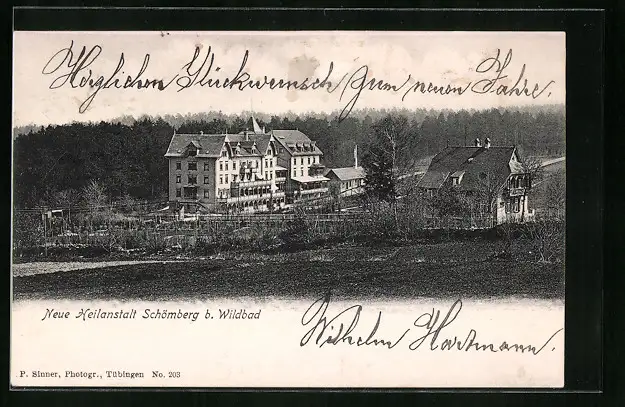 Herzlichen Glückwunsch zum neuen Jahre.
Neue Heilanstalt Schömberg b. Wildbad
Wilhelm Hartmann.
P. Sinner, Photogr., Tübingen No. 203